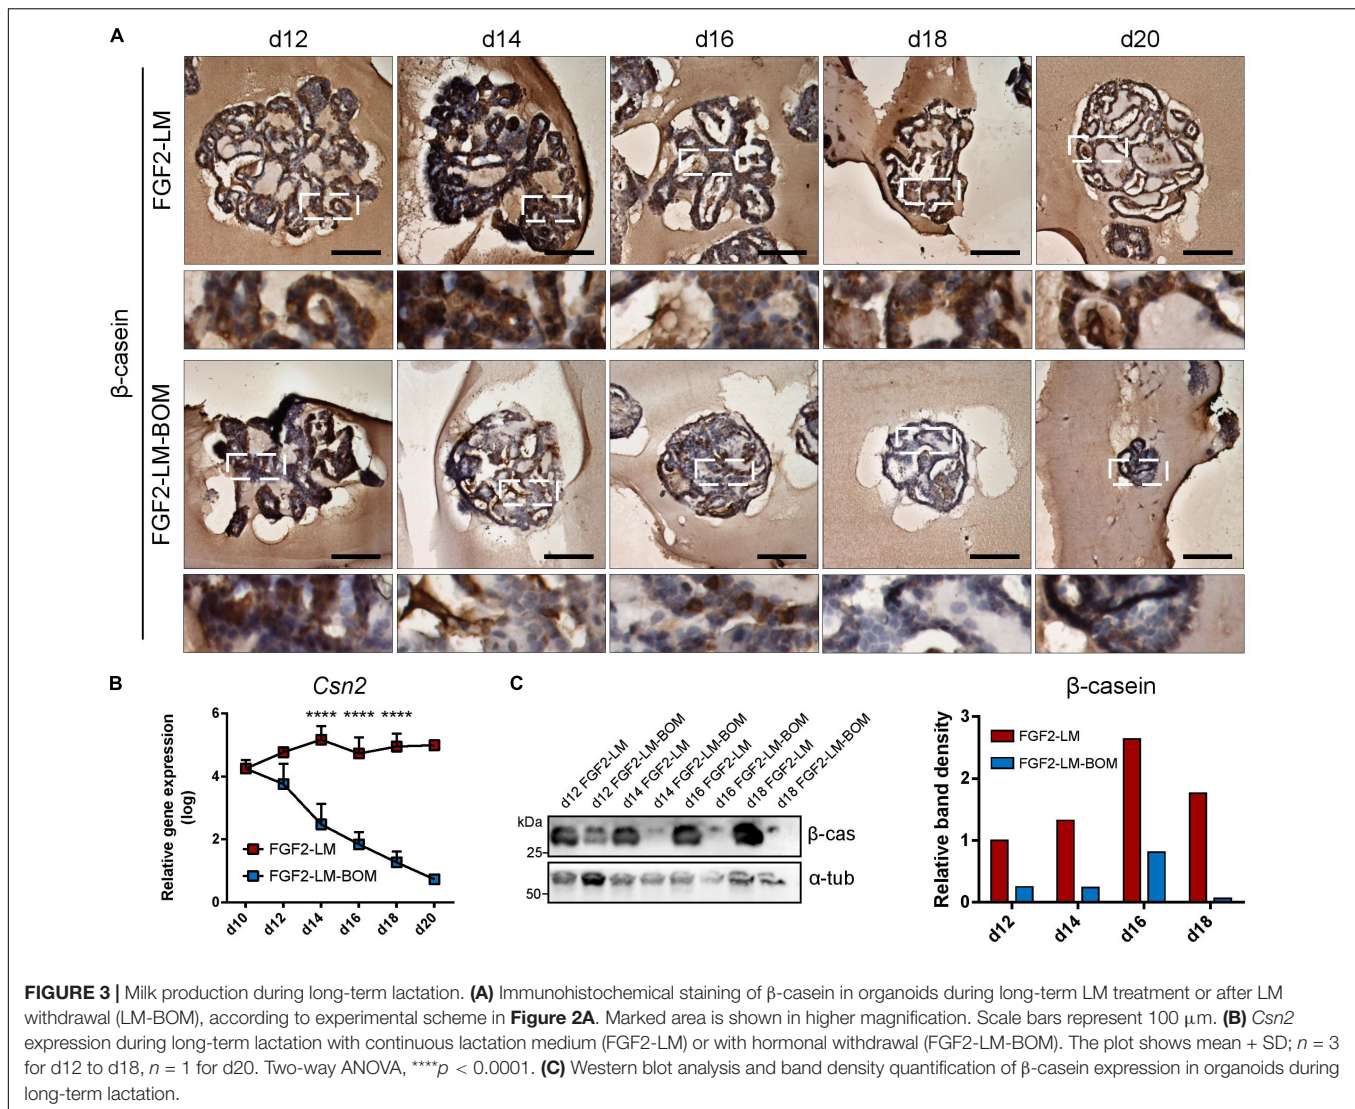 A
d12 d14 d16 d18 d20
β-casein
FGF2-LM
FGF2-LM-BOM
B
Csn2
Relative gene expression
(log)
6
4
2
0
**** **** ****
FGF2-LM
FGF2-LM-BOM
d10 d12 d14 d16 d18 d20
C
d12 FGF2-LM
d12 FGF2-LM-BOM
d14 FGF2-LM
d14 FGF2-LM-BOM
d16 FGF2-LM
d16 FGF2-LM-BOM
d18 FGF2-LM
d18 FGF2-LM-BOM
kDa
25
β-cas
50
α-tub
β-casein
Relative band density
3
2
1
0
FGF2-LM
FGF2-LM-BOM
d12 d14 d16 d18
FIGURE 3 | Milk production during long-term lactation. (A) Immunohistochemical staining of β-casein in organoids during long-term LM treatment or after LM
withdrawal (LM-BOM), according to experimental scheme in Figure 2A. Marked area is shown in higher magnification. Scale bars represent 100 μm. (B) Csn2
expression during long-term lactation with continuous lactation medium (FGF2-LM) or with hormonal withdrawal (FGF2-LM-BOM). The plot shows mean + SD; n = 3
for d12 to d18, n = 1 for d20. Two-way ANOVA, ****p < 0.0001. (C) Western blot analysis and band density quantification of β-casein expression in organoids during
long-term lactation.